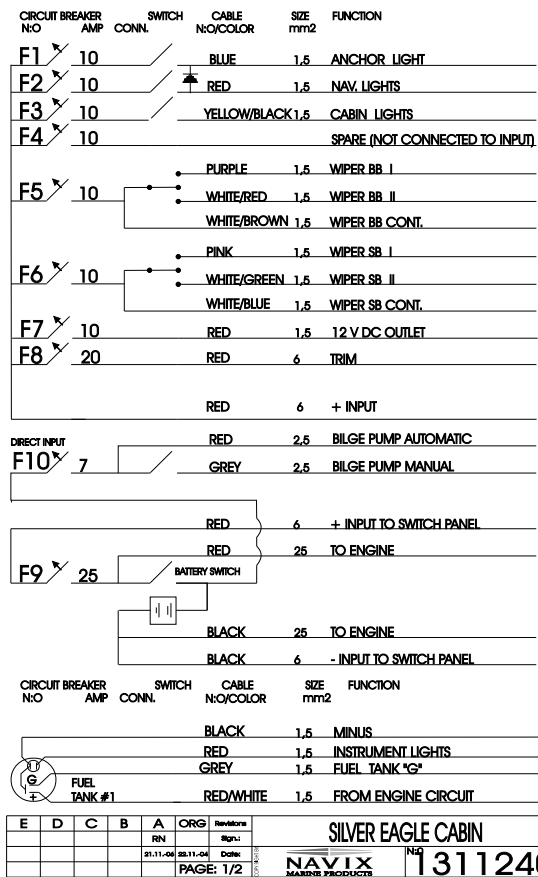 CIRCUIT BREAKER SWITCH CABLE SIZE FUNCTION
N:O AMP CONN. N:O/COLOR mm2
F1 10 BLUE 1,5 ANCHOR LIGHT
F2 10 RED 1,5 NAV. LIGHTS
F3 10 YELLOW/BLACK 1,5 CABIN LIGHTS
F4 10 SPARE (NOT CONNECTED TO INPUT)
PURPLE 1,5 WIPER BB I
F5 10 WHITE/RED 1,5 WIPER BB II
WHITE/BROWN 1,5 WIPER BB CONT.
PINK 1,5 WIPER SB I
F6 10 WHITE/GREEN 1,5 WIPER SB II
WHITE/BLUE 1,5 WIPER SB CONT.
F7 10 RED 1,5 12 V DC OUTLET
F8 20 RED 6 TRIM
RED 6 + INPUT
DIRECT INPUT RED 2,5 BILGE PUMP AUTOMATIC
F10 7 GREY 2,5 BILGE PUMP MANUAL
RED 6 + INPUT TO SWITCH PANEL
RED 25 TO ENGINE
F9 25 BATTERY SWITCH
BLACK 25 TO ENGINE
BLACK 6 - INPUT TO SWITCH PANEL
CIRCUIT BREAKER SWITCH CABLE SIZE FUNCTION
N:O AMP CONN. N:O/COLOR mm2
BLACK 1,5 MINUS
RED 1,5 INSTRUMENT LIGHTS
GREY 1,5 FUEL TANK "G"
G FUEL
TANK #1 RED/WHITE 1,5 FROM ENGINE CIRCUIT
E D C B A ORG Revisions SILVER EAGLE CABIN
RN Sign.:
21.11.-06 22.11.-04 Date: NAVIX N:O 1311240
PAGE: 1/2 MARINE PRODUCTS